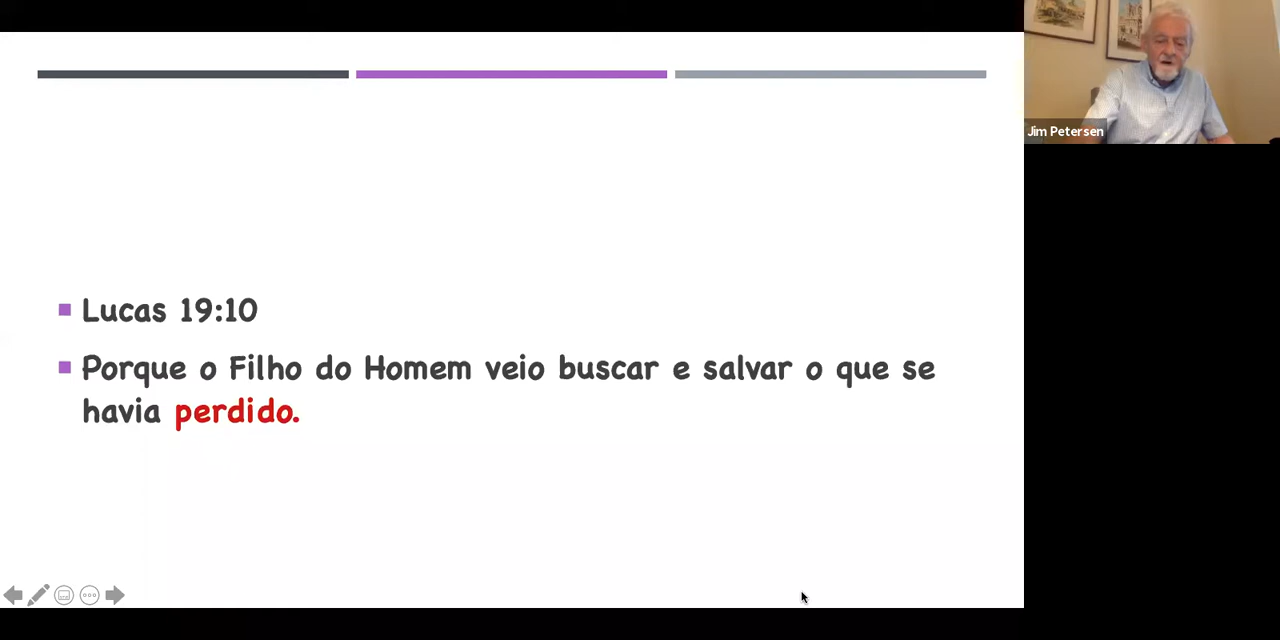 Jim Petersen
Lucas 19:10
Porque o Filho do Homem veio buscar e salvar o que se
havia perdido.